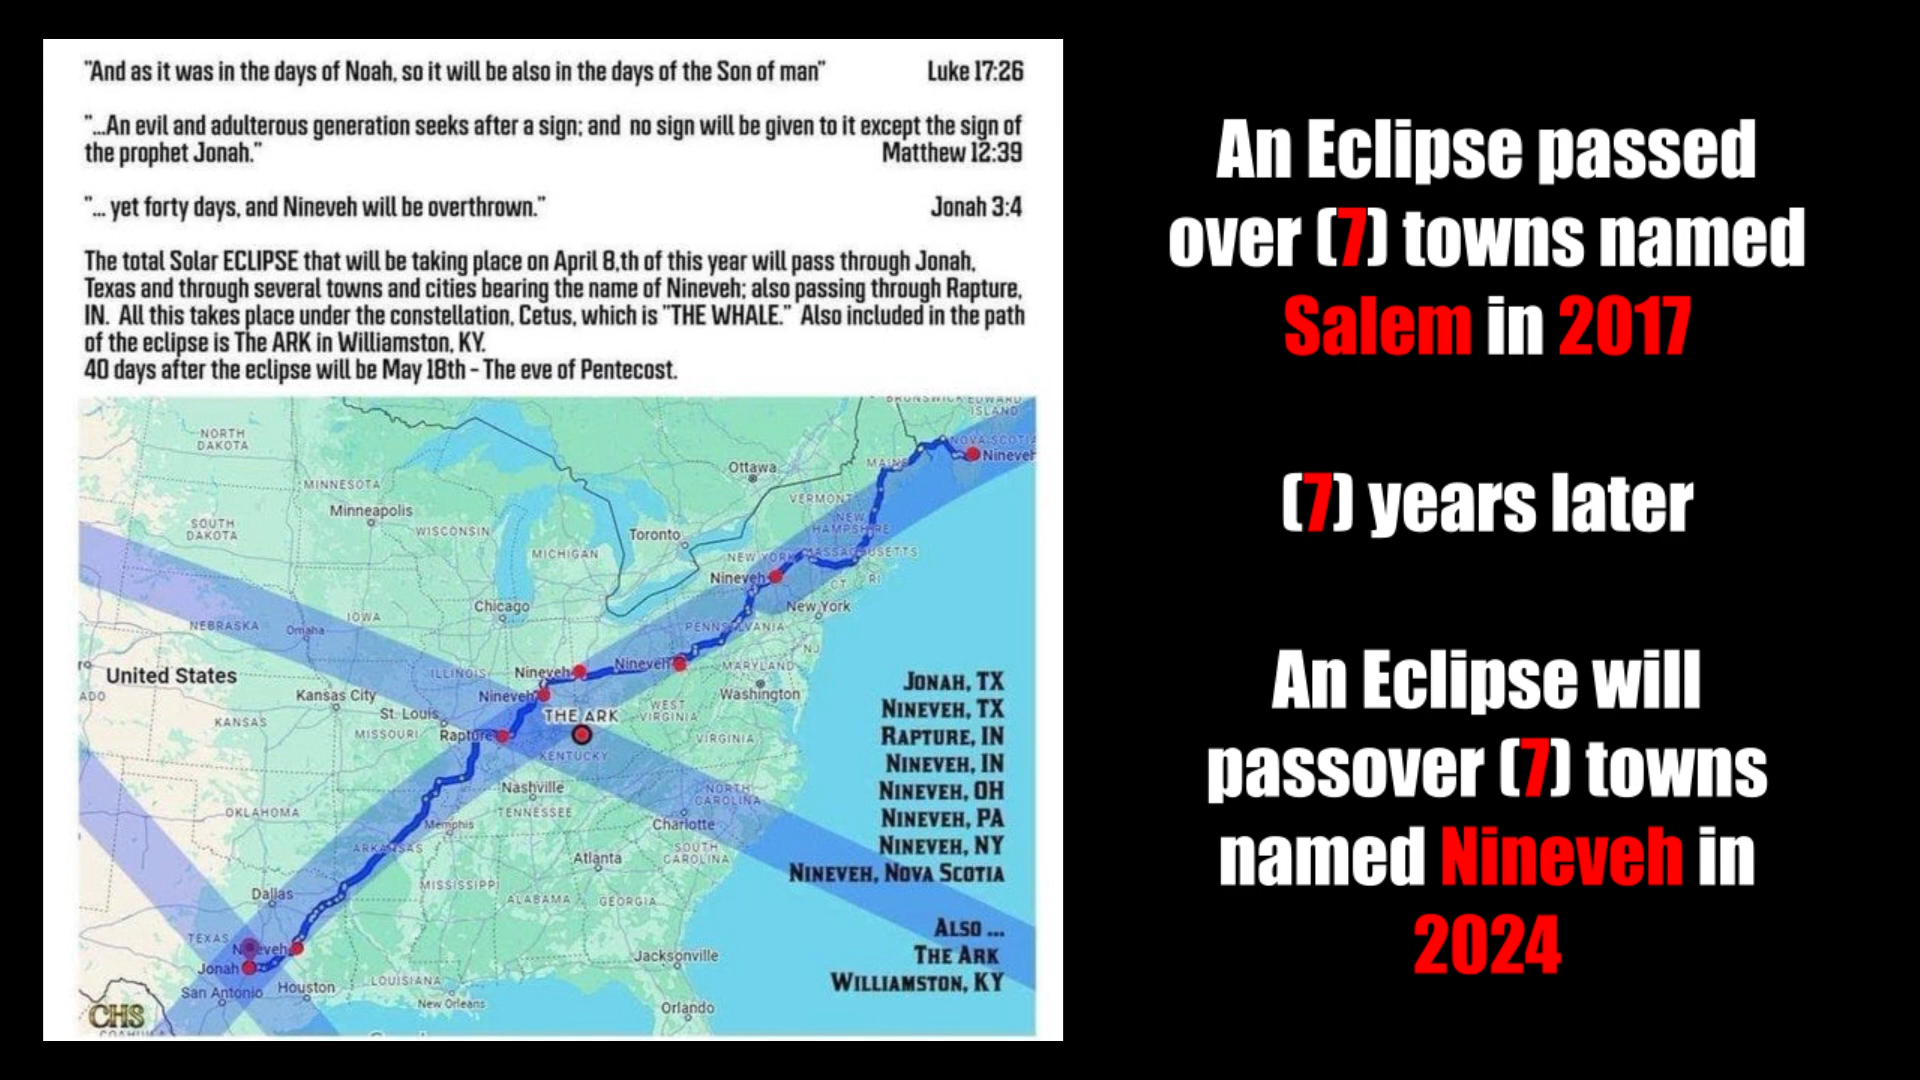 "And as it was in the days of Noah, so it will be also in the days of the Son of man" Luke 17:26
"...An evil and adulterous generation seeks after a sign; and no sign will be given to it except the sign of
the prophet Jonah." Matthew 12:39
"... yet forty days, and Nineveh will be overthrown." Jonah 3:4
The total Solar ECLIPSE that will be taking place on April 8,th of this year will pass through Jonah,
Texas and through several towns and cities bearing the name of Nineveh; also passing through Rapture,
IN. All this takes place under the constellation, Cetus, which is "THE WHALE." Also included in the path
of the eclipse is The ARK in Williamston, KY.
40 days after the eclipse will be May 18th - The eve of Pentecost.
BRUNSWICK EDWARD
ISLAND
NORTH
DAKOTA
NOVA SCOTIA
Nineveh
MAINE
Ottawa
MINNESOTA
VERMONT
Minneapolis
SOUTH
DAKOTA
WISCONSIN
NEW
HAMPSHIRE
Toronto
MICHIGAN
NEW YORK
MASSACHUSETTS
Nineveh
CT
RI
Chicago
New York
IOWA
NEBRASKA
Omaha
PENNSYLVANIA
NJ
United States
ILLINOIS
Nineveh
Nineveh
MARYLAND
ADO
Kansas City
Nineveh
Washington
St. Louis
THE ARK
WEST
VIRGINIA
KANSAS
MISSOURI
Rapture
VIRGINIA
KENTUCKY
Nashville
TENNESSEE
NORTH
CAROLINA
OKLAHOMA
Memphis
Charlotte
ARKANSAS
SOUTH
CAROLINA
Atlanta
MISSISSIPPI
Dallas
ALABAMA
GEORGIA
TEXAS
Nineveh
Jonah
Jacksonville
San Antonio
Houston
LOUISIANA
New Orleans
Orlando
CHS
COAHUILA
JONAH, TX
NINEVEH, TX
RAPTURE, IN
NINEVEH, IN
NINEVEH, OH
NINEVEH, PA
NINEVEH, NY
NINEVEH, NOVA SCOTIA
ALSO ...
THE ARK
WILLIAMSTON, KY
An Eclipse passed
over (7) towns named
Salem in 2017
(7) years later
An Eclipse will
passover (7) towns
named Nineveh in
2024